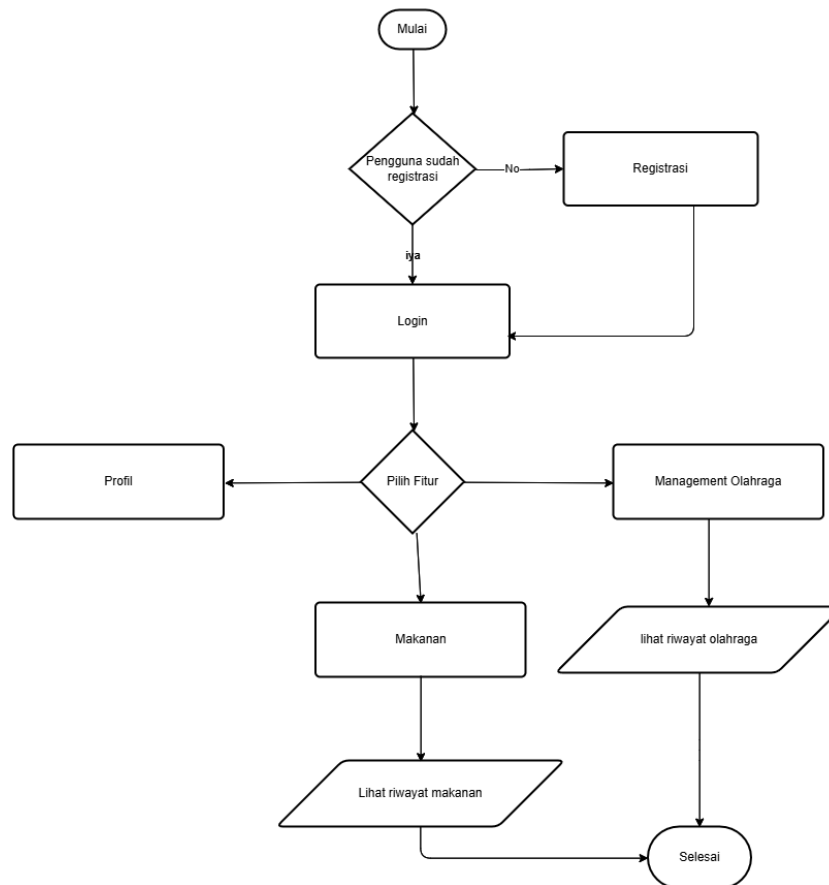 Mulai
Pengguna sudah
registrasi
No
Registrasi
iya
Login
Profil
Pilih Fitur
Management Olahraga
Makanan
lihat riwayat olahraga
Lihat riwayat makanan
Selesai